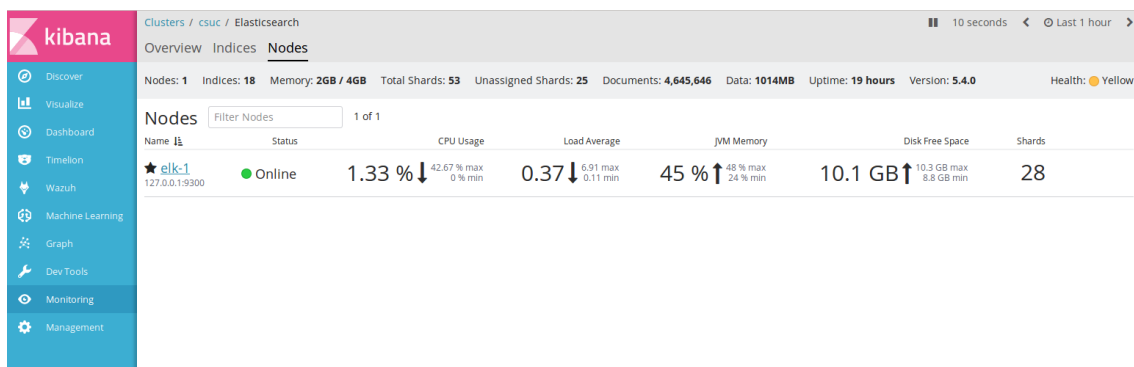 kibana
Discover
Visualize
Dashboard
Timelion
Wazuh
Machine Learning
Graph
Dev Tools
Monitoring
Management
Clusters / csuc / Elasticsearch
10 seconds Last 1 hour
Overview Indices Nodes
Nodes: 1 Indices: 18 Memory: 2GB / 4GB Total Shards: 53 Unassigned Shards: 25 Documents: 4,645,646 Data: 1014MB Uptime: 19 hours Version: 5.4.0 Health: Yellow
Nodes Filter Nodes 1 of 1
Name Status CPU Usage Load Average JVM Memory Disk Free Space Shards
elk-1 Online 1.33 % 42.67 % max 0.37 6.91 max 45 % 48 % max 10.1 GB 10.3 GB max 28
127.0.0.1:9300 0 % min 0.11 min 24 % min 8.8 GB min